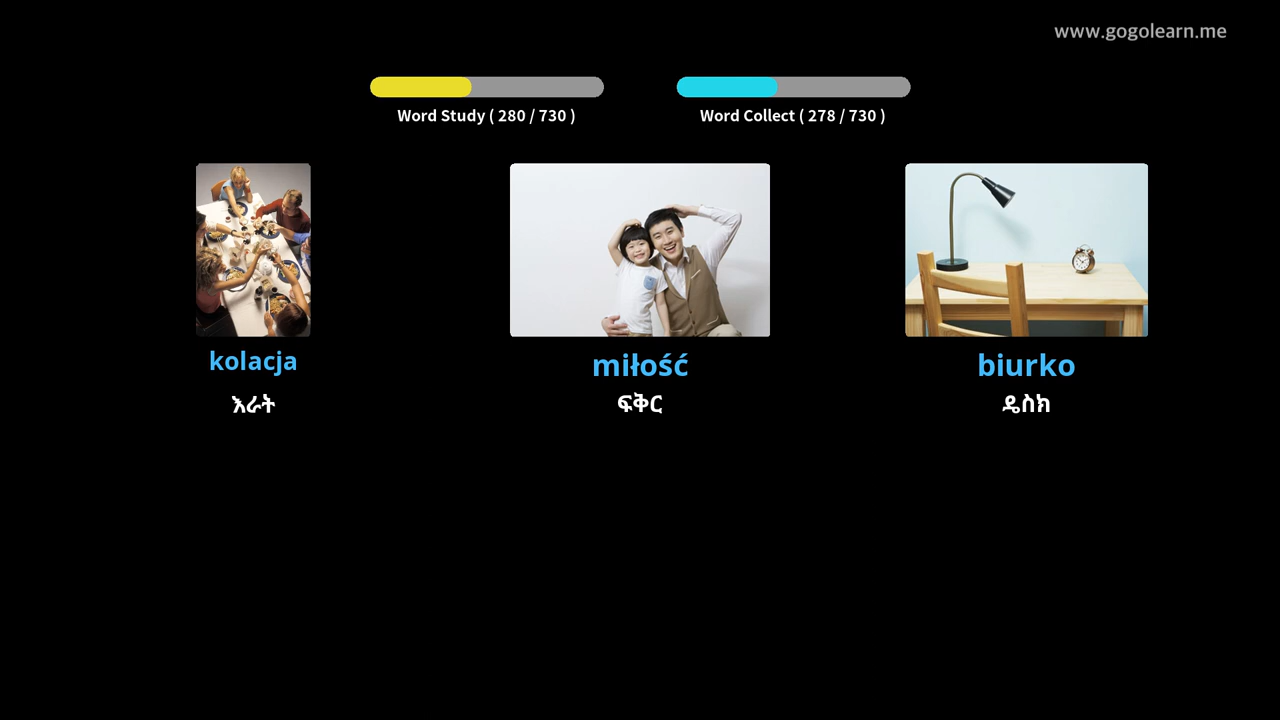 www.gogolearn.me
Word Study ( 280 / 730 )
Word Collect ( 278 / 730 )
kolacja
miłość
biurko
እራት
ፍቅር
ዴስክ